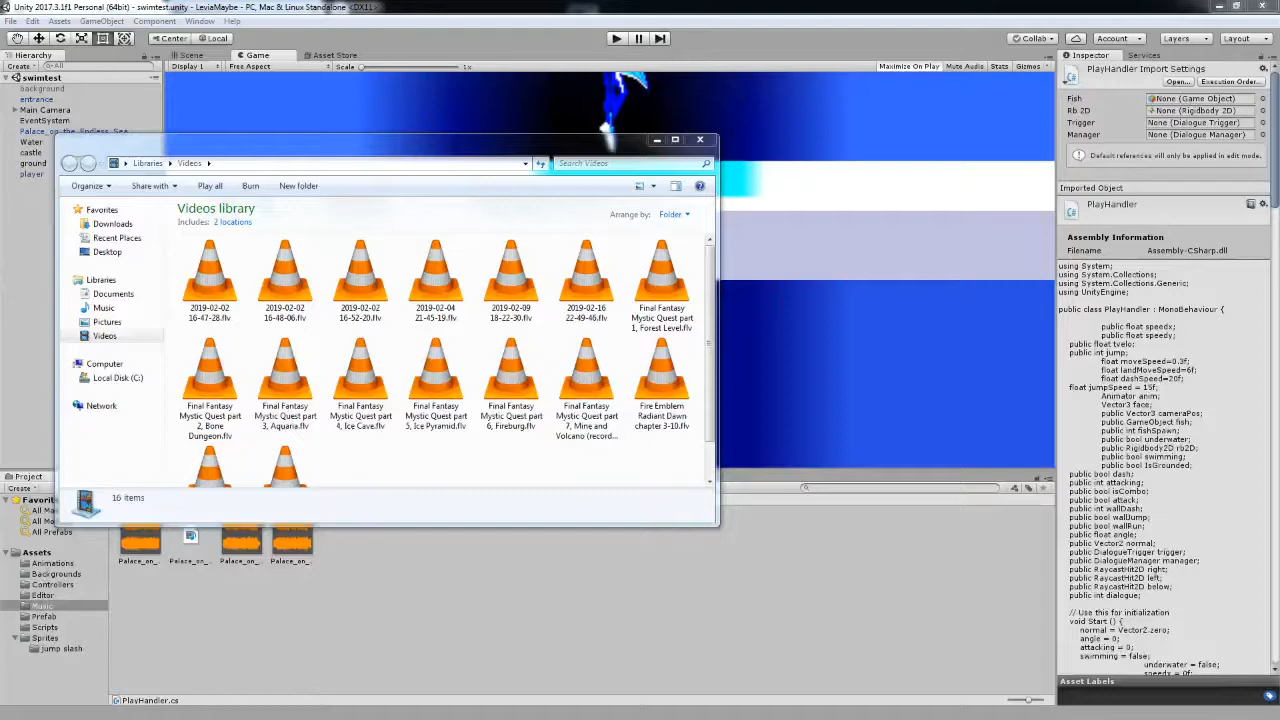 Unity 2017.3.1f1 Personal (64bit) - swimtest.unity - LeviaMaybe - PC, Mac & Linux Standalone <DX11>
File Edit Assets GameObject Component Window Help
Center Local
Collab Account Layers Layout
Hierarchy
Create All
swimtest
background
entrance
Main Camera
EventSystem
Palace_on_the_Endless_Sea
Water
castle
ground
player
Scene Game Asset Store
Display 1 Free Aspect Scale 1x Maximize On Play Mute Audio Stats Gizmos
Libraries Videos
Search Videos
Organize Share with Play all Burn New folder
Favorites
Downloads
Recent Places
Desktop
Libraries
Documents
Music
Pictures
Videos
Computer
Local Disk (C:)
Network
Videos library
Includes: 2 locations
Arrange by: Folder
2019-02-02 16-47-28.flv
2019-02-02 16-48-06.flv
2019-02-02 16-52-20.flv
2019-02-04 21-45-19.flv
2019-02-09 18-22-30.flv
2019-02-16 22-49-46.flv
Final Fantasy Mystic Quest part 1, Forest Level.flv
Final Fantasy Mystic Quest part 2, Bone Dungeon.flv
Final Fantasy Mystic Quest part 3, Aquaria.flv
Final Fantasy Mystic Quest part 4, Ice Cave.flv
Final Fantasy Mystic Quest part 5, Ice Pyramid.flv
Final Fantasy Mystic Quest part 6, Fireburg.flv
Final Fantasy Mystic Quest part 7, Mine and Volcano (record...
Fire Emblem Radiant Dawn chapter 3-10.flv
16 items
Project
Create
Favorit
All Ma
All Mo
All Prefabs
Assets
Animations
Backgrounds
Controllers
Editor
Music
Prefab
Scripts
Sprites
jump slash
Palace_on_... Palace_on_... Palace_on_... Palace_on_...
PlayHandler.cs
Inspector Services
PlayHandler Import Settings
Open... Execution Order...
Fish None (Game Object)
Rb 2D None (Rigidbody 2D)
Trigger None (Dialogue Trigger)
Manager None (Dialogue Manager)
Default references will only be applied in edit mode.
Imported Object
PlayHandler
Assembly Information
Filename Assembly-CSharp.dll
using System;
using System.Collections;
using System.Collections.Generic;
using UnityEngine;
public class PlayHandler : MonoBehaviour {
public float speedx;
public float speedy;
public float tvelo;
public int jump;
float moveSpeed=0.3f;
float landMoveSpeed=6f;
float dashSpeed=20f;
float jumpSpeed = 15f;
Animator anim;
Vector3 face;
public Vector3 cameraPos;
public GameObject fish;
public int fishSpawn;
public bool underwater;
public Rigidbody2D rb2D;
public bool swimming;
public bool IsGrounded;
public bool dash;
public int attacking;
public bool isCombo;
public bool attack;
public int wallDash;
public bool wallJump;
public bool wallRun;
public float angle;
public Vector2 normal;
public DialogueTrigger trigger;
public DialogueManager manager;
public RaycastHit2D right;
public RaycastHit2D left;
public RaycastHit2D below;
public int dialogue;
// Use this for initialization
void Start () {
normal = Vector2.zero;
angle = 0;
attacking = 0;
swimming = false;
underwater = false;
speedx = 0f;
Asset Labels